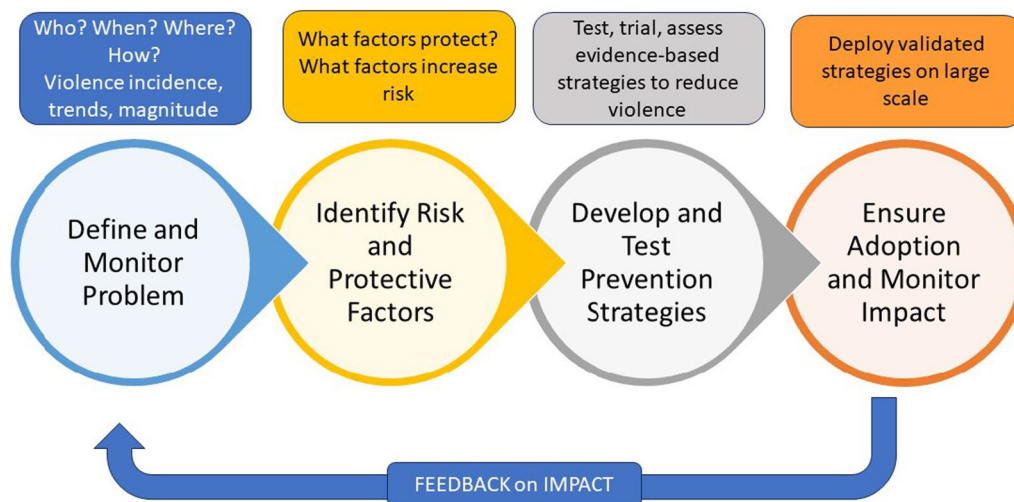 Who? When? Where?
How?
Violence incidence,
trends, magnitude
What factors protect?
What factors increase
risk
Test, trial, assess
evidence-based
strategies to reduce
violence
Deploy validated
strategies on large
scale
Define and
Monitor
Problem
Identify Risk
and
Protective
Factors
Develop and
Test
Prevention
Strategies
Ensure
Adoption
and Monitor
Impact
FEEDBACK on IMPACT